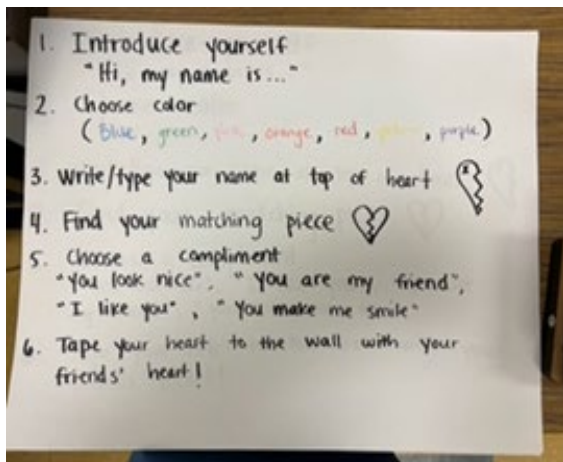 1. Introduce yourself
"Hi, my name is..."
2. Choose color
(Blue, green, pink, orange, red, yellow, purple)
3. Write/type your name at top of heart
4. Find your matching piece
5. Choose a compliment
"You look nice", "You are my friend",
"I like you", "You make me smile"
6. Tape your heart to the wall with your
friends' heart!